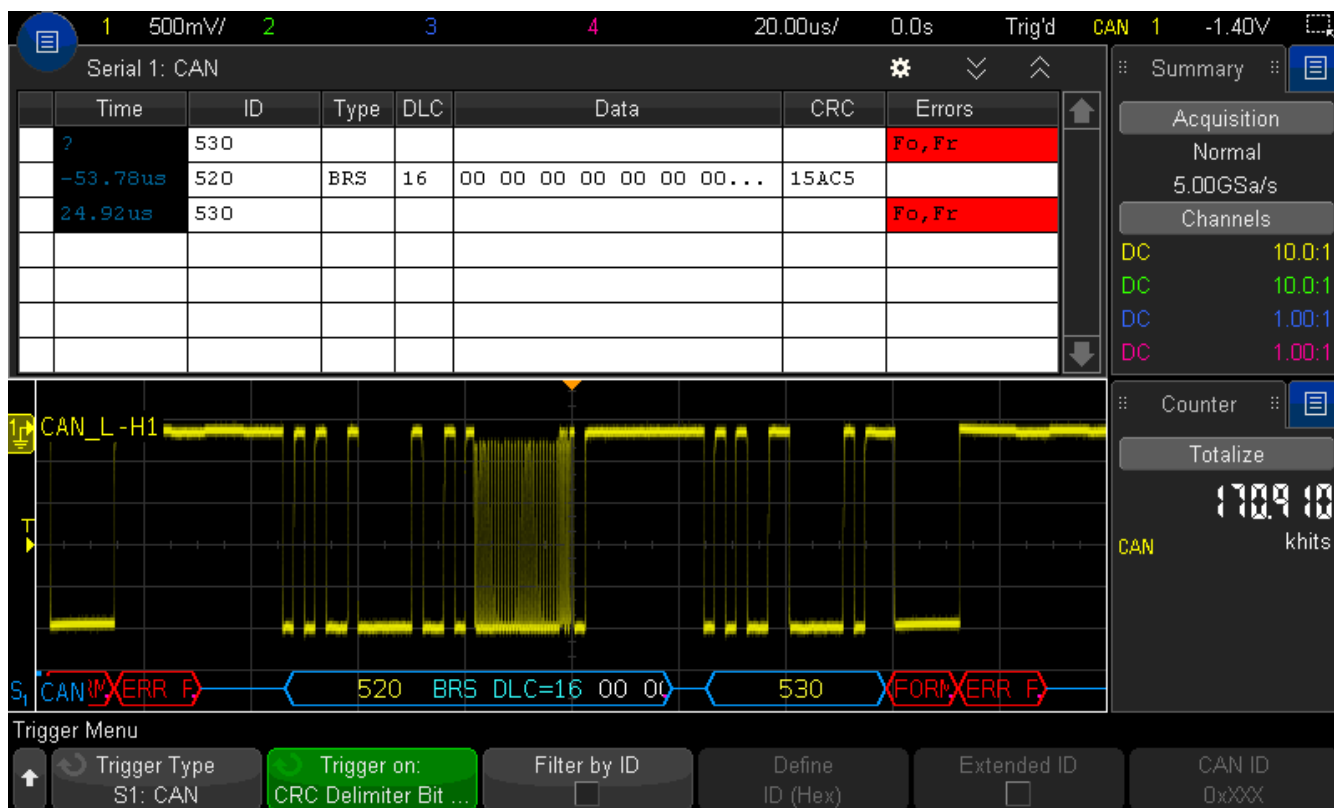 1 500mV/ 2 3 4 20.00us/ 0.0s Trig'd CAN 1 -1.40V
Serial 1: CAN
Time ID Type DLC Data CRC Errors
? 530 Fo,Fr
-53.78us 520 BRS 16 00 00 00 00 00 00 00... 15AC5
24.92us 530 Fo,Fr
Summary
Acquisition
Normal
5.00GSa/s
Channels
DC 10.0:1
DC 10.0:1
DC 1.00:1
DC 1.00:1
CAN_L-H1
T
S1 CAN ERR F 520 BRS DLC=16 00 00 530 FORM ERR F
Counter
Totalize
170.910
CAN khits
Trigger Menu
Trigger Type
S1: CAN
Trigger on:
CRC Delimiter Bit ...
Filter by ID
Define
ID (Hex)
Extended ID
CAN ID
0xXXX